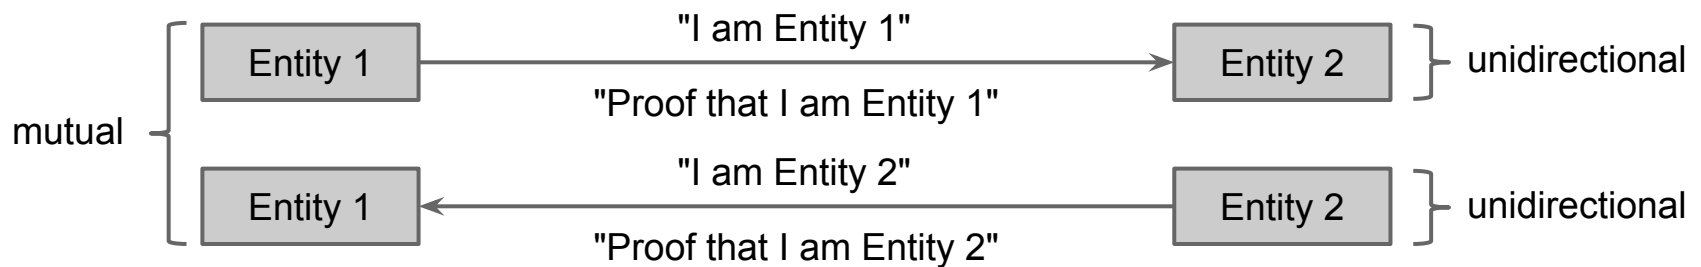 "I am Entity 1"
Entity 1
Entity 2
unidirectional
"Proof that I am Entity 1"
mutual
"I am Entity 2"
Entity 1
Entity 2
unidirectional
"Proof that I am Entity 2"